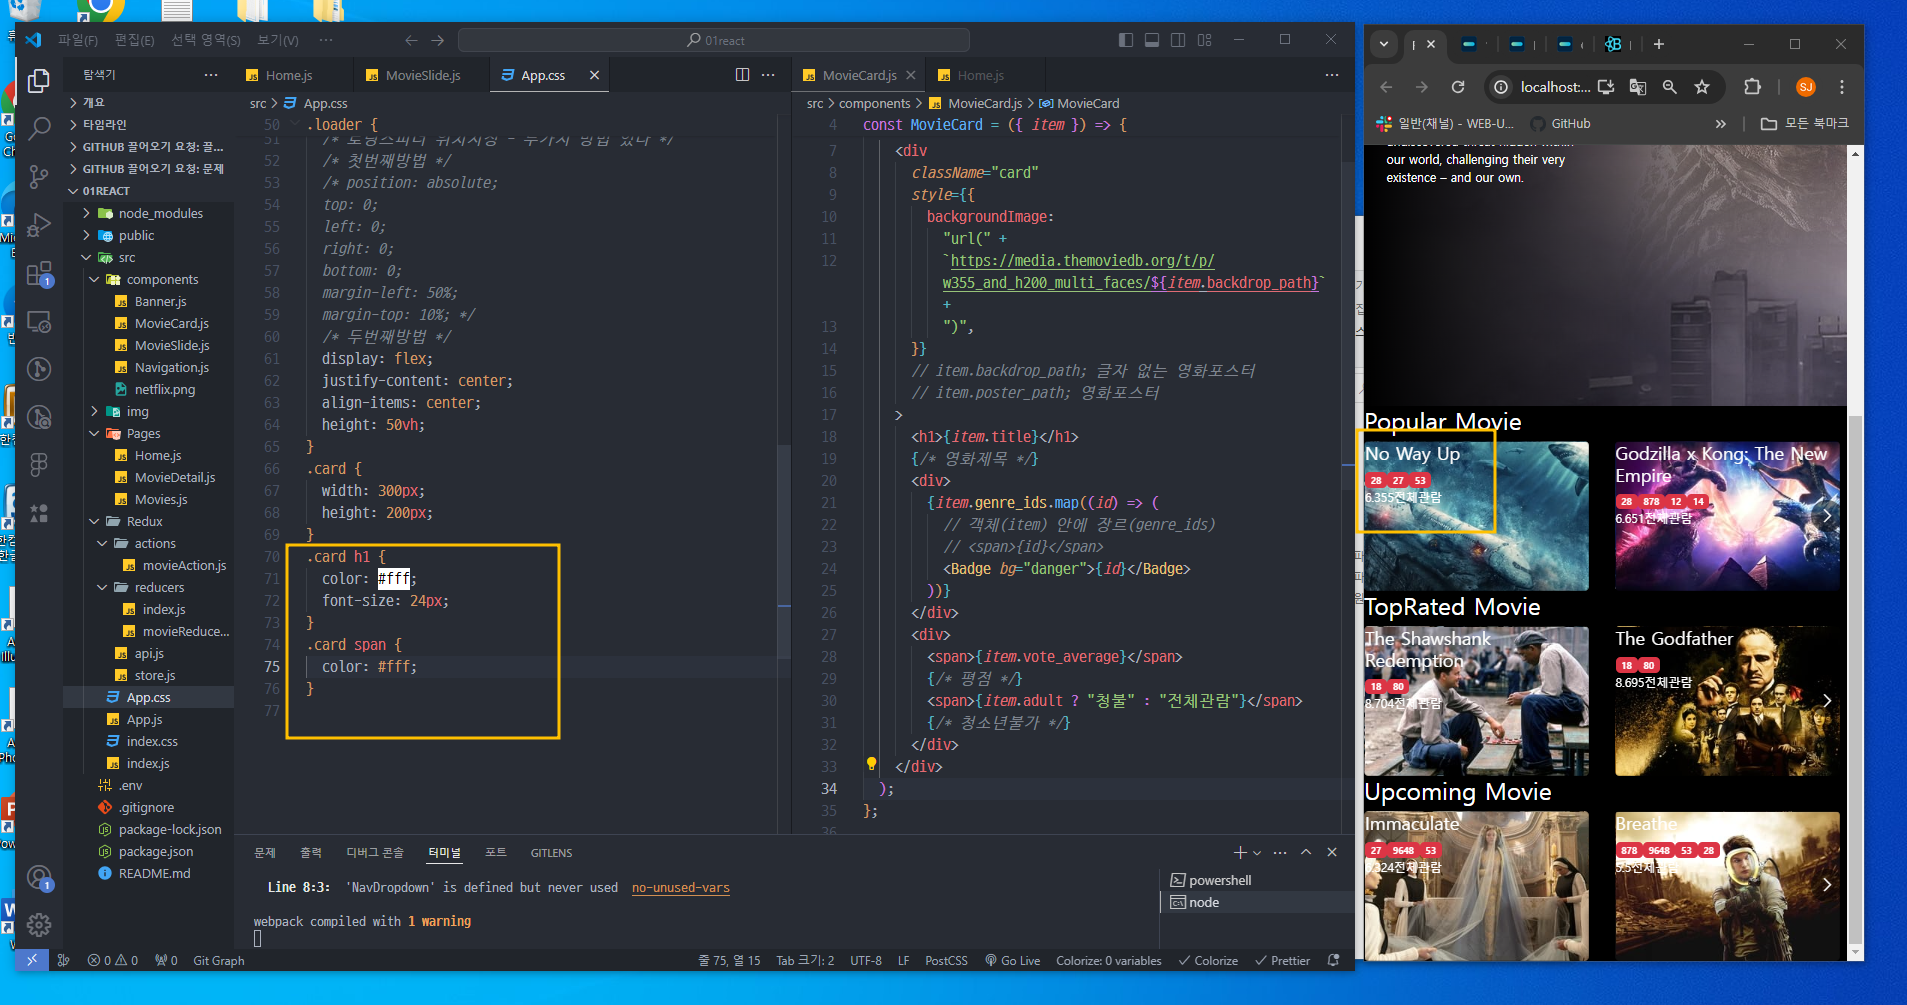 파일(F) 편집(E) 선택 영역(S) 보기(V) ··· 01react
탐색기
개요
타임라인
GITHUB 끌어오기 요청: 끌...
GITHUB 끌어오기 요청: 문제
01REACT
node_modules
public
src
components
Banner.js
MovieCard.js
MovieSlide.js
Navigation.js
netflix.png
img
Pages
Home.js
MovieDetail.js
Movies.js
Redux
actions
movieAction.js
reducers
index.js
movieReduce...
api.js
store.js
App.css
App.js
index.css
index.js
.env
.gitignore
package-lock.json
package.json
README.md
Home.js MovieSlide.js App.css
src > App.css
50 .loader {
51 /* 로딩스피너 위치지정 - 두가지 방법 있다 */
52 /* 첫번째방법 */
53 /* position: absolute;
54 top: 0;
55 left: 0;
56 right: 0;
57 bottom: 0;
58 margin-left: 50%;
59 margin-top: 10%; */
60 /* 두번째방법 */
61 display: flex;
62 justify-content: center;
63 align-items: center;
64 height: 50vh;
65 }
66 .card {
67 width: 300px;
68 height: 200px;
69 }
70 .card h1 {
71 color: #fff;
72 font-size: 24px;
73 }
74 .card span {
75 color: #fff;
76 }
77
MovieCard.js Home.js
src > components > MovieCard.js > MovieCard
4 const MovieCard = ({ item }) => {
7 <div
8 className="card"
9 style={{
10 backgroundImage:
11 "url(" +
12 `https://media.themoviedb.org/t/p/
w355_and_h200_multi_faces/${item.backdrop_path}`
+
13 ")",
14 }}
15 // item.backdrop_path; 글자 없는 영화포스터
16 // item.poster_path; 영화포스터
17 >
18 <h1>{item.title}</h1>
19 {/* 영화제목 */}
20 <div>
21 {item.genre_ids.map((id) => (
22 // 객체(item) 안에 장르(genre_ids)
23 // <span>{id}</span>
24 <Badge bg="danger">{id}</Badge>
25 ))}
26 </div>
27 <div>
28 <span>{item.vote_average}</span>
29 {/* 평점 */}
30 <span>{item.adult ? "청불" : "전체관람"}</span>
31 {/* 청소년불가 */}
32 </div>
33 </div>
34 );
35 };
36
문제 출력 디버그 콘솔 터미널 포트 GITLENS
Line 8:3: 'NavDropdown' is defined but never used no-unused-vars
webpack compiled with 1 warning
powershell
node
0 0 0 Git Graph 줄 75, 열 15 Tab 크기: 2 UTF-8 LF PostCSS Go Live Colorize: 0 variables Colorize Prettier
localhost:... SJ
일반(채널) - WEB-U... GitHub » 모든 북마크
our world, challenging their very
existence – and our own.
Popular Movie
No Way Up
28 27 53
6.355전체관람
Godzilla x Kong: The New
Empire
28 878 12 14
6.651전체관람
TopRated Movie
The Shawshank
Redemption
18 80
8.704전체관람
The Godfather
18 80
8.695전체관람
Upcoming Movie
Immaculate
27 9648 53
6.324전체관람
Breathe
878 9648 53 28
5.5전체관람